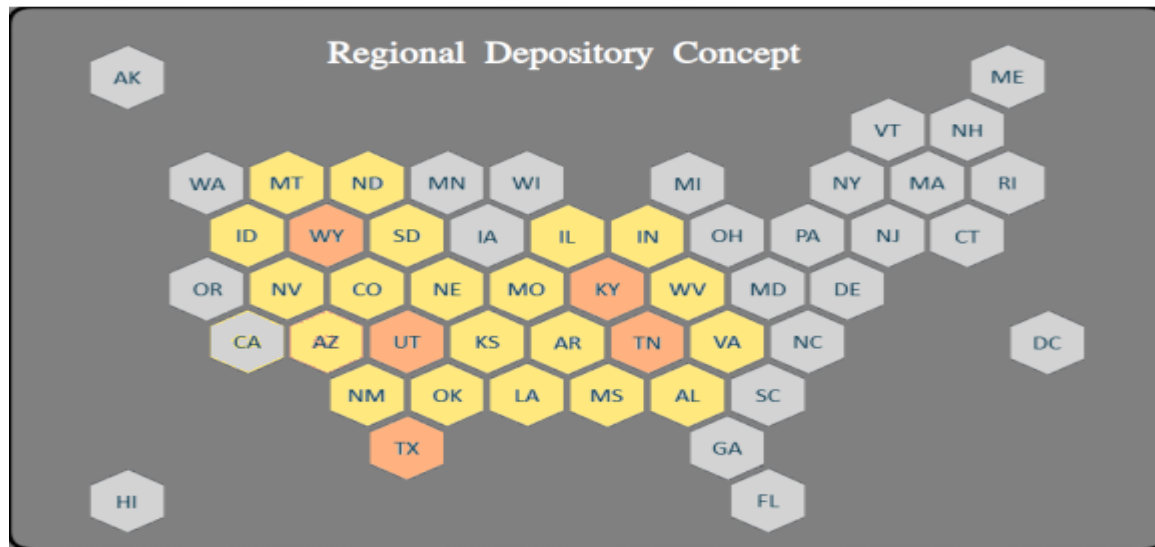 Regional Depository Concept
AK ME
VT NH
WA MT ND MN WI MI NY MA RI
ID WY SD IA IL IN OH PA NJ CT
OR NV CO NE MO KY WV MD DE
CA AZ UT KS AR TN VA NC DC
NM OK LA MS AL SC
TX GA
HI FL